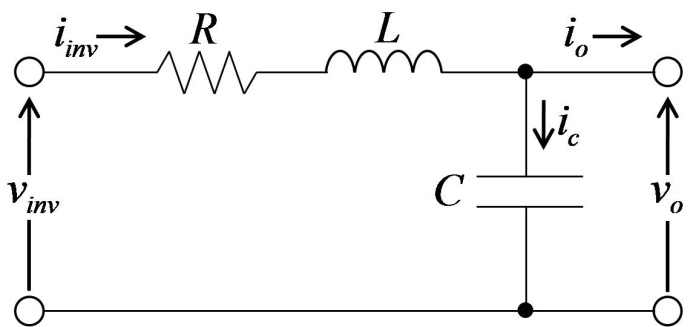 i_inv R L i_o
i_c
v_inv C v_o